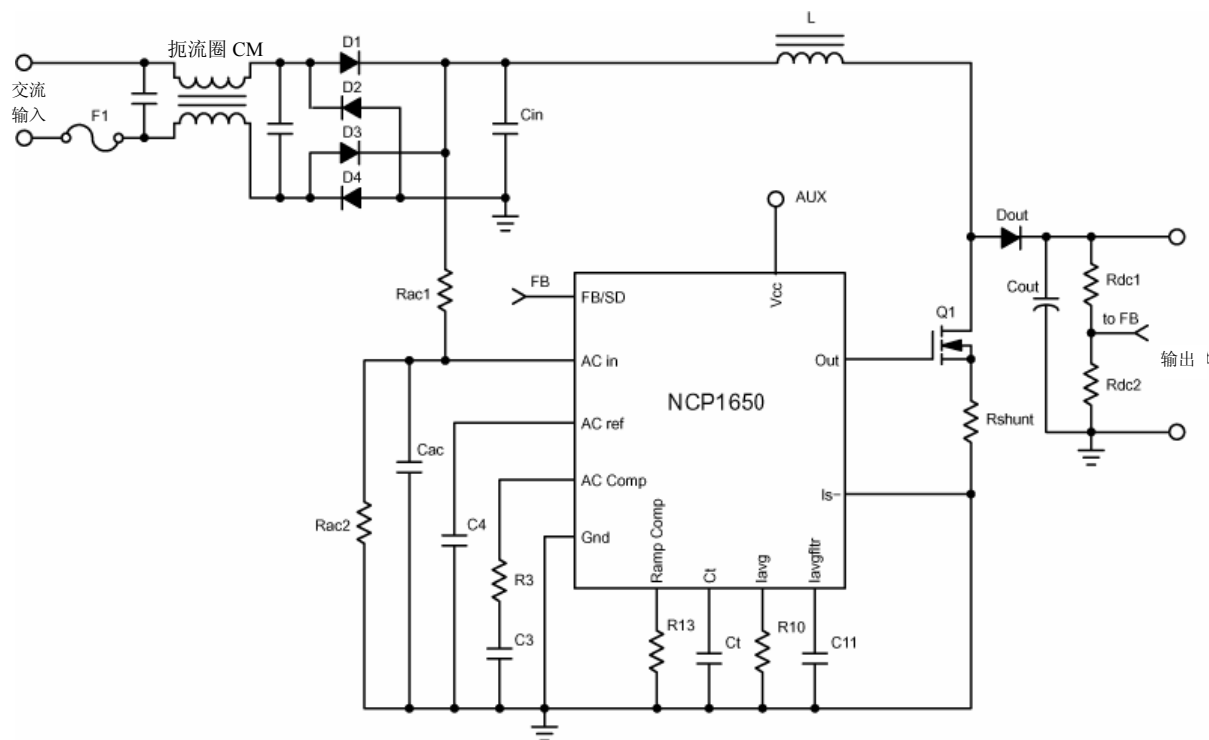 L
扼流圈 CM
D1
交流
输入
D2
F1
Cin
D3
D4
AUX
Dout
Rac1
FB
FB/SD
Vcc
Cout
Rdc1
Q1
to FB
AC in
Out
输出
Rdc2
NCP1650
AC ref
Rshunt
Cac
AC Comp
Is-
Rac2
C4
Gnd
Ramp Comp
Ct
Iavg
Iavgfltr
R3
R13
R10
C3
Ct
C11